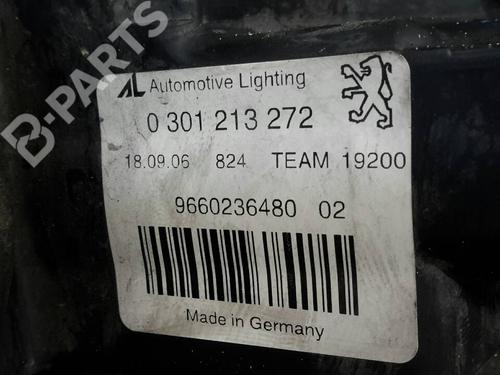 B-PARTS
AL Automotive Lighting
0 301 213 272
18.09.06 824 TEAM 19200
9660236480 02
Made in Germany